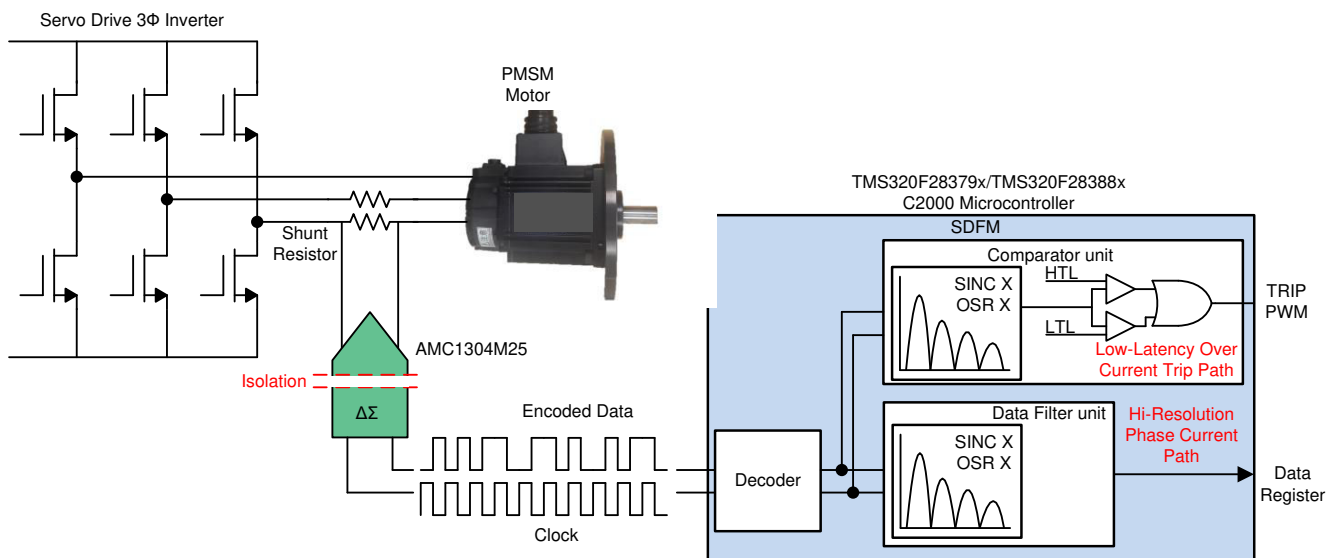 Servo Drive 3Φ Inverter
PMSM
Motor
Shunt
Resistor
AMC1304M25
Isolation
ΔΣ
Encoded Data
Clock
TMS320F28379x/TMS320F28388x
C2000 Microcontroller
SDFM
Comparator unit
SINC X
OSR X
HTL
LTL
TRIP
PWM
Low-Latency Over
Current Trip Path
Decoder
Data Filter unit
SINC X
OSR X
Hi-Resolution
Phase Current
Path
Data
Register